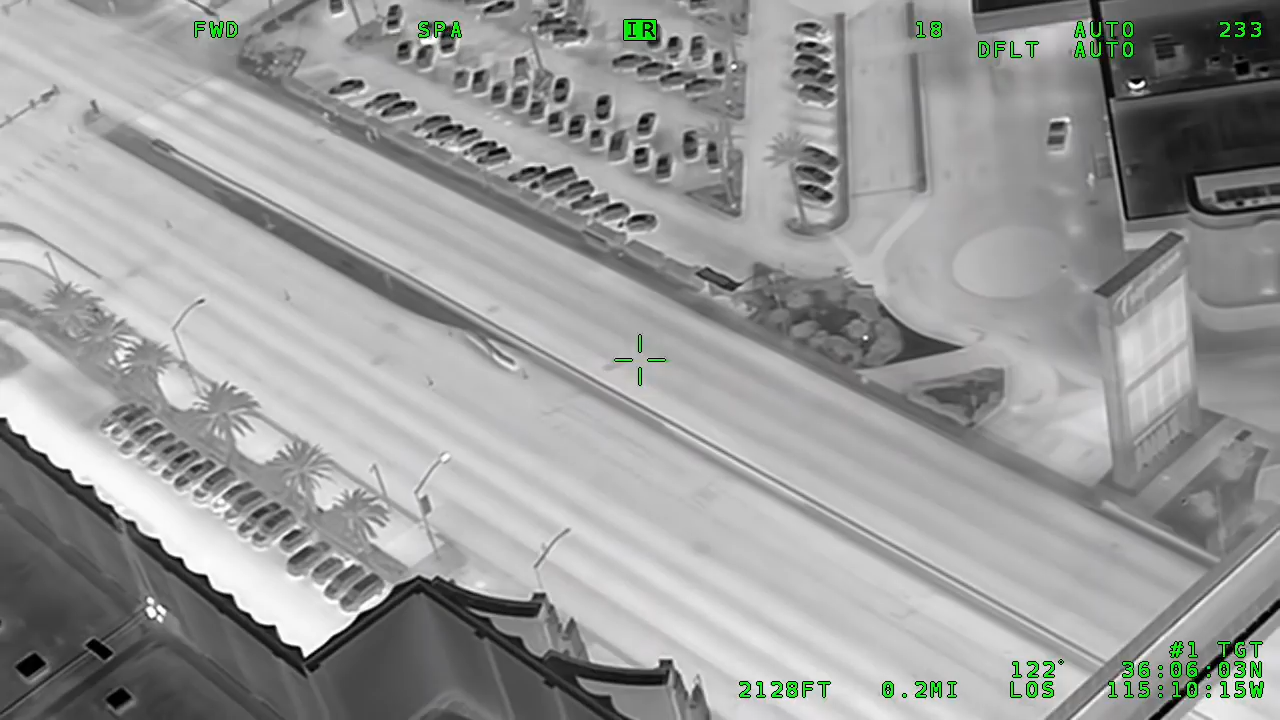 FWD SPA IR 18 AUTO 233
DFLT AUTO
#1 TGT
122° 36:06:03N
2128FT 0.2MI LOS 115:10:15W